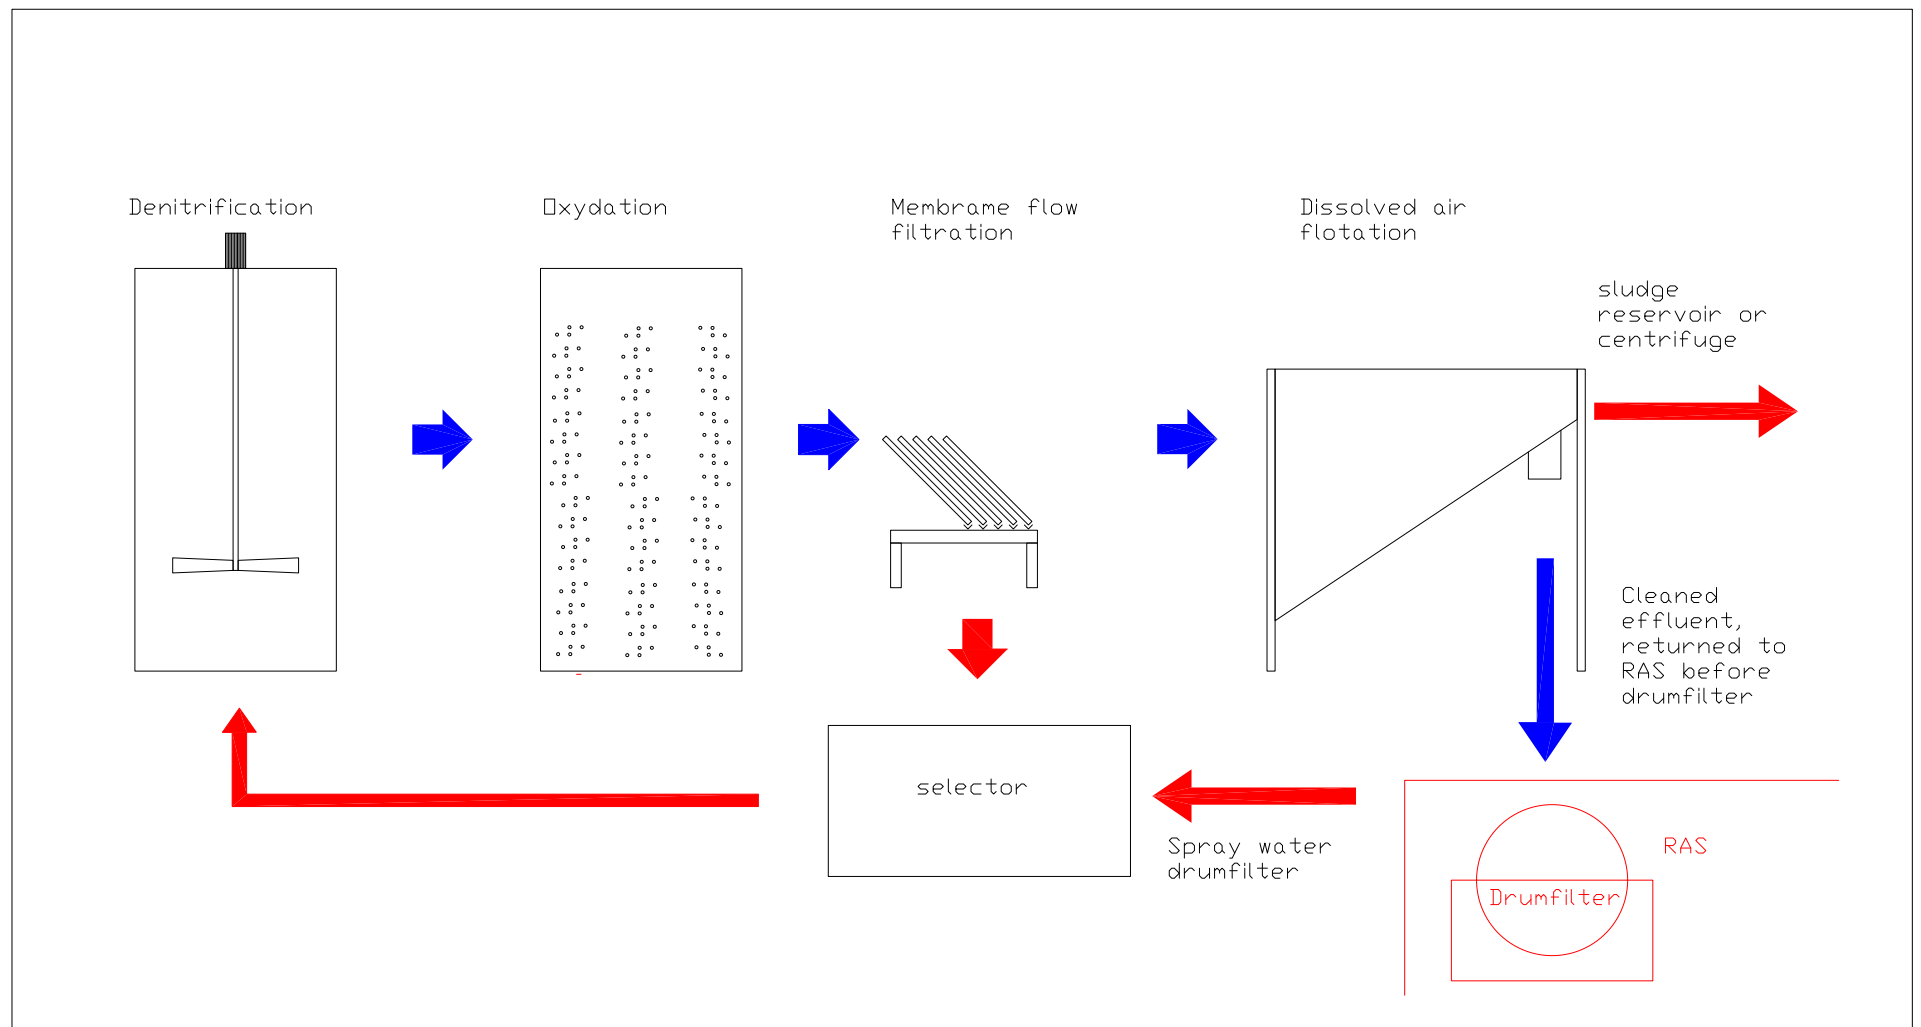 Denitrification
Oxydation
Membrame flow
filtration
Dissolved air
flotation
sludge
reservoir or
centrifuge
Cleaned
effluent,
returned to
RAS before
drumfilter
selector
Spray water
drumfilter
RAS
Drumfilter